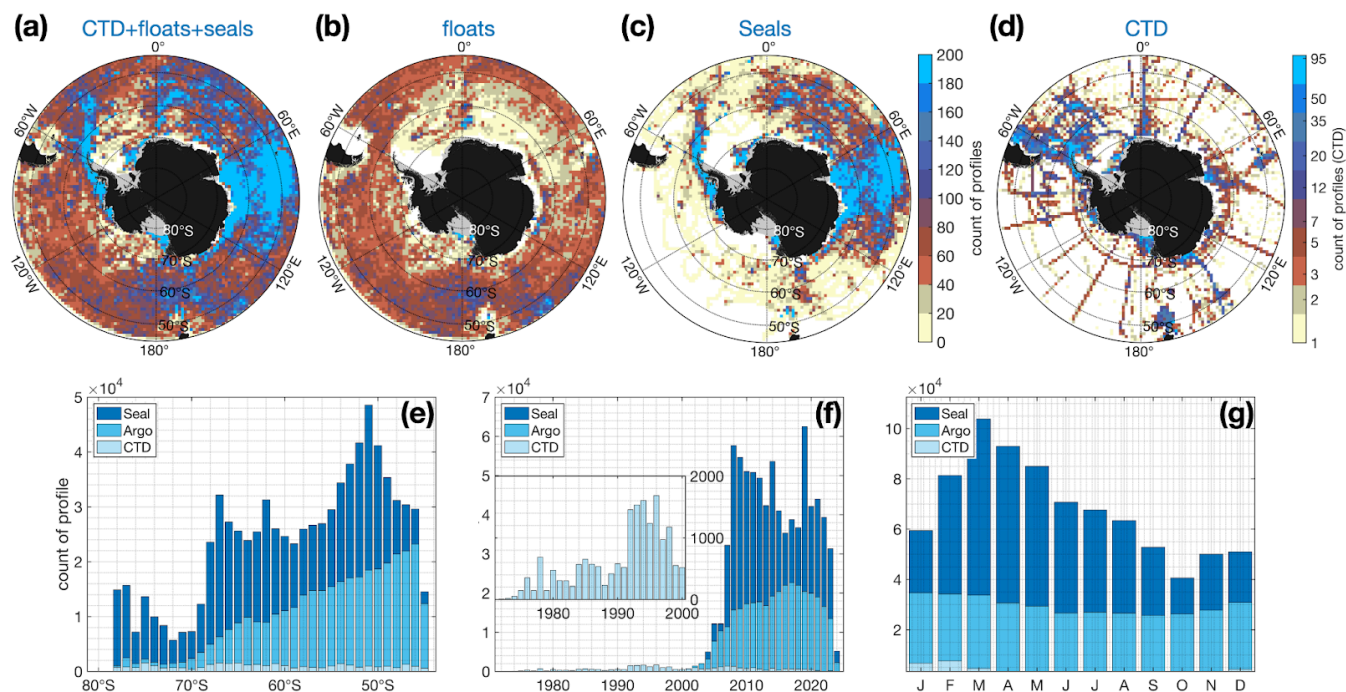 (a) CTD+floats+seals
(b) floats
(c) Seals
(d) CTD
0° 0° 0° 0°
60°W 60°E 60°W 60°E 60°W 60°E 60°W 60°E
120°W 120°E 120°W 120°E 120°W 120°E 120°W 120°E
80°S 80°S 80°S 80°S
70°S 70°S 70°S 70°S
60°S 60°S 60°S 60°S
50°S 50°S 50°S 50°S
180° 180° 180° 180°
200
180
160
140
120
100
80
60
40
20
0
count of profiles
95
50
35
20
12
7
5
3
2
1
count of profiles (CTD)
(e)
×10⁴
Seal
Argo
CTD
5
4
3
2
1
0
count of profile
80°S 70°S 60°S 50°S
(f)
×10⁴
Seal
Argo
CTD
7
6
5
4
3
2
1
0
2000
1000
0
1980 1990 2000
1980 1990 2000 2010 2020
(g)
×10⁴
Seal
Argo
CTD
10
8
6
4
2
J F M A M J J A S O N D